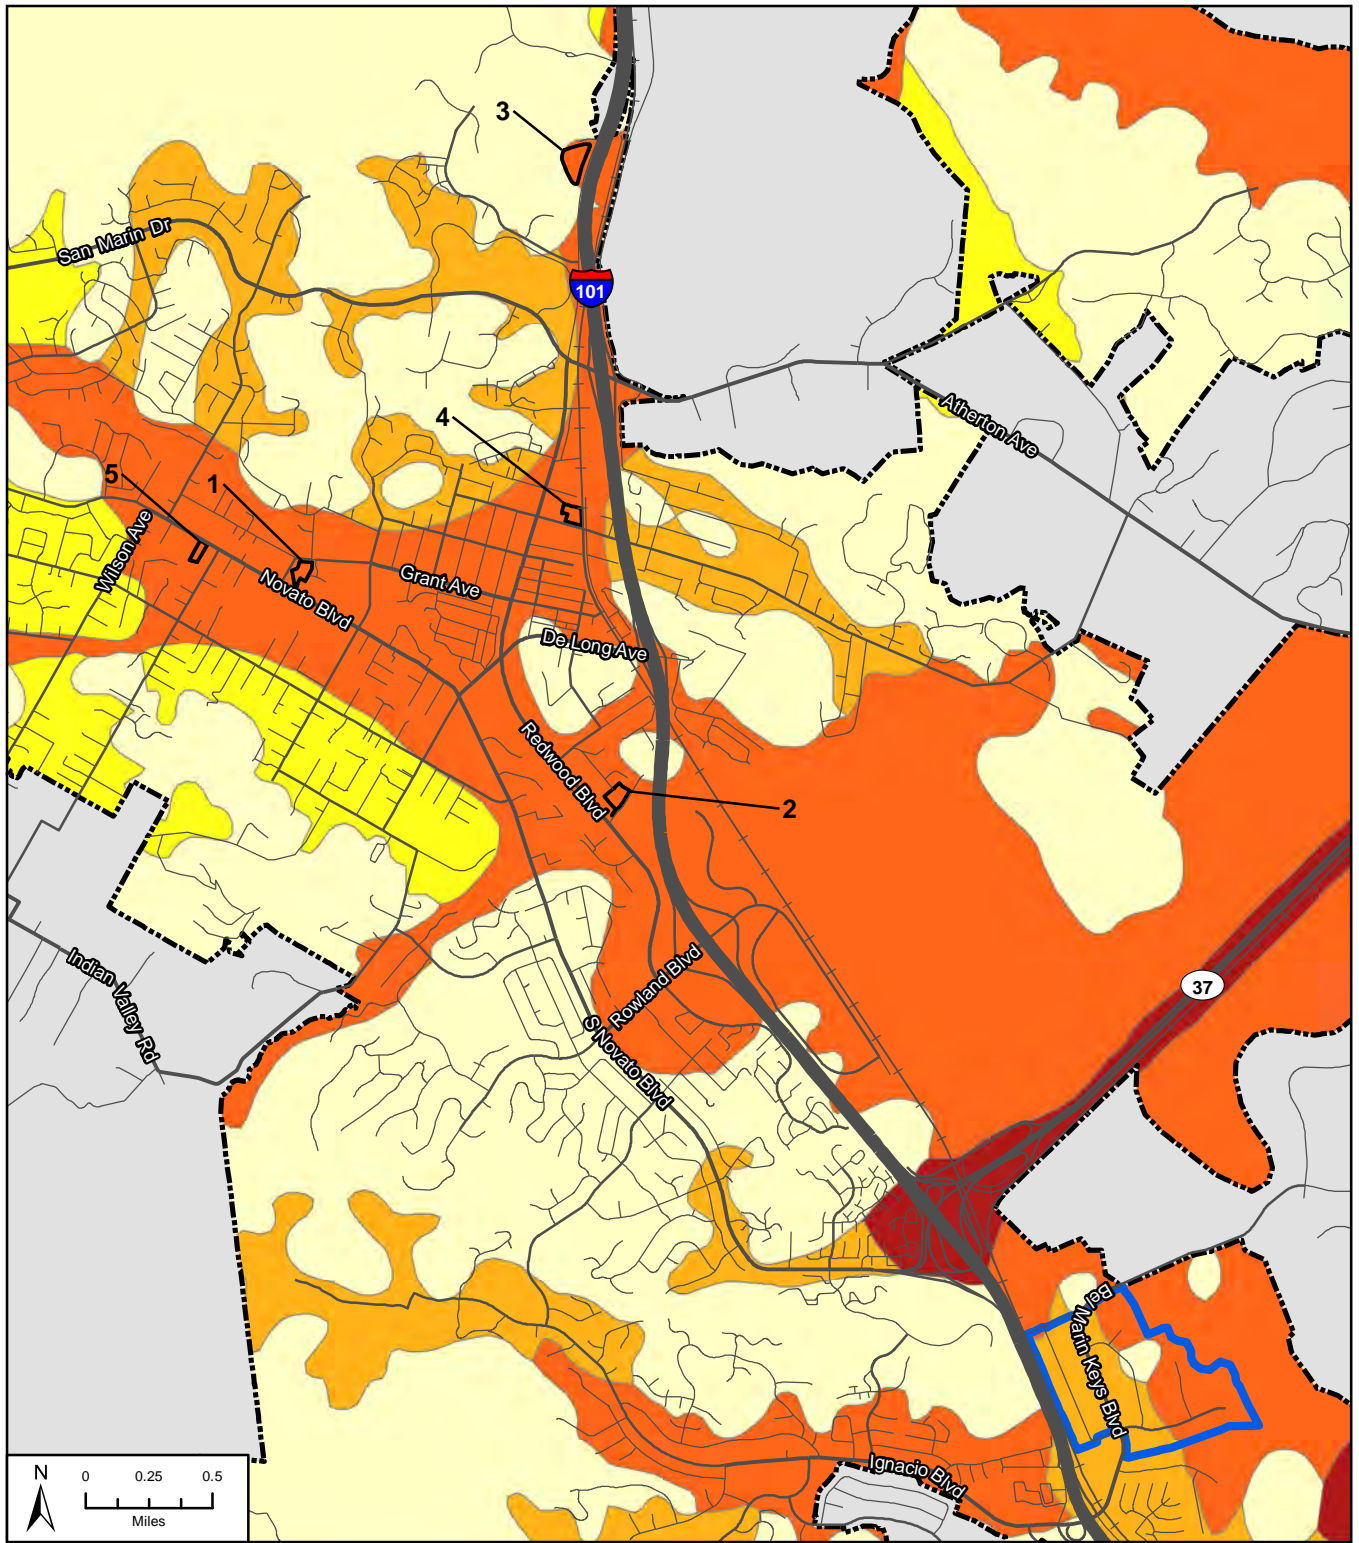 3
San Marin Dr
101
4
Atherton Ave
5
1
Wilson Ave
Grant Ave
Novato Blvd
De Long Ave
Redwood Blvd
2
Indian Valley Rd
Rowland Blvd
37
S Novato Blvd
Bel Marin Keys Blvd
Ignacio Blvd
N
0 0.25 0.5
Miles